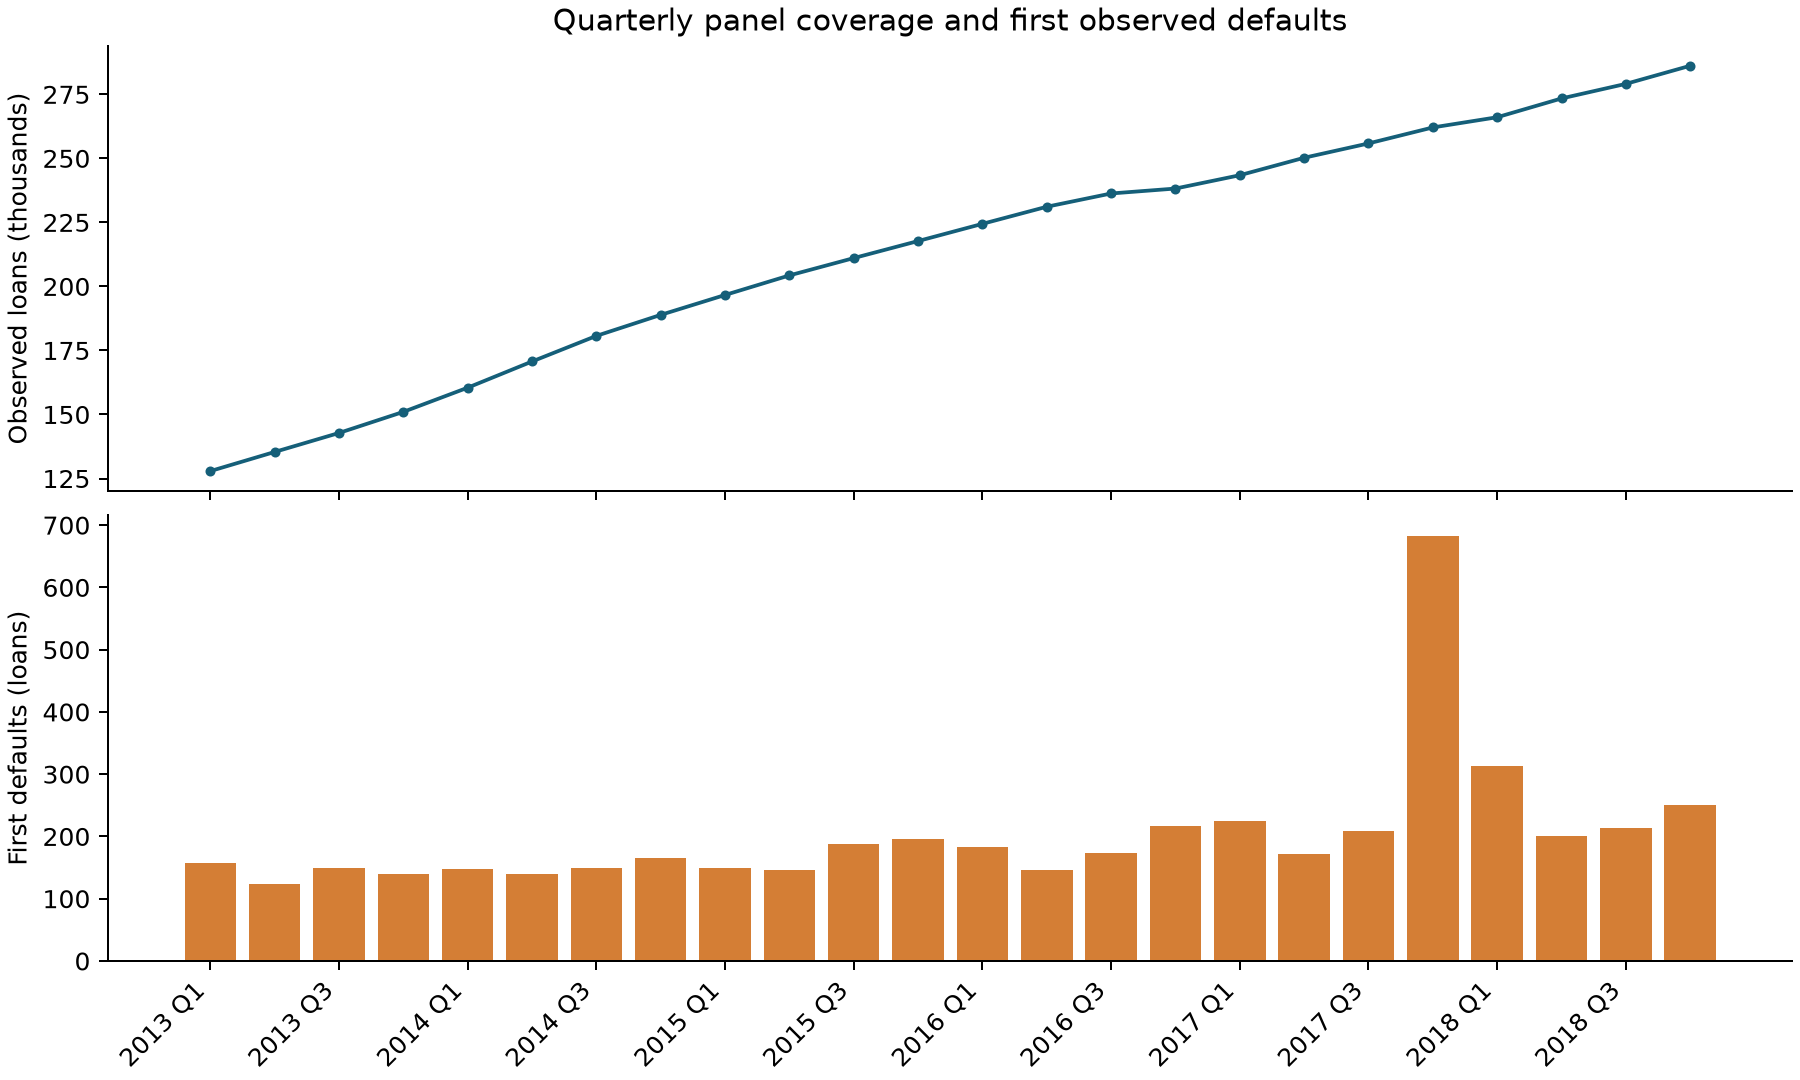 Quarterly panel coverage and first observed defaults
Observed loans (thousands)
275
250
225
200
175
150
125
First defaults (loans)
700
600
500
400
300
200
100
0
2013 Q1
2013 Q3
2014 Q1
2014 Q3
2015 Q1
2015 Q3
2016 Q1
2016 Q3
2017 Q1
2017 Q3
2018 Q1
2018 Q3